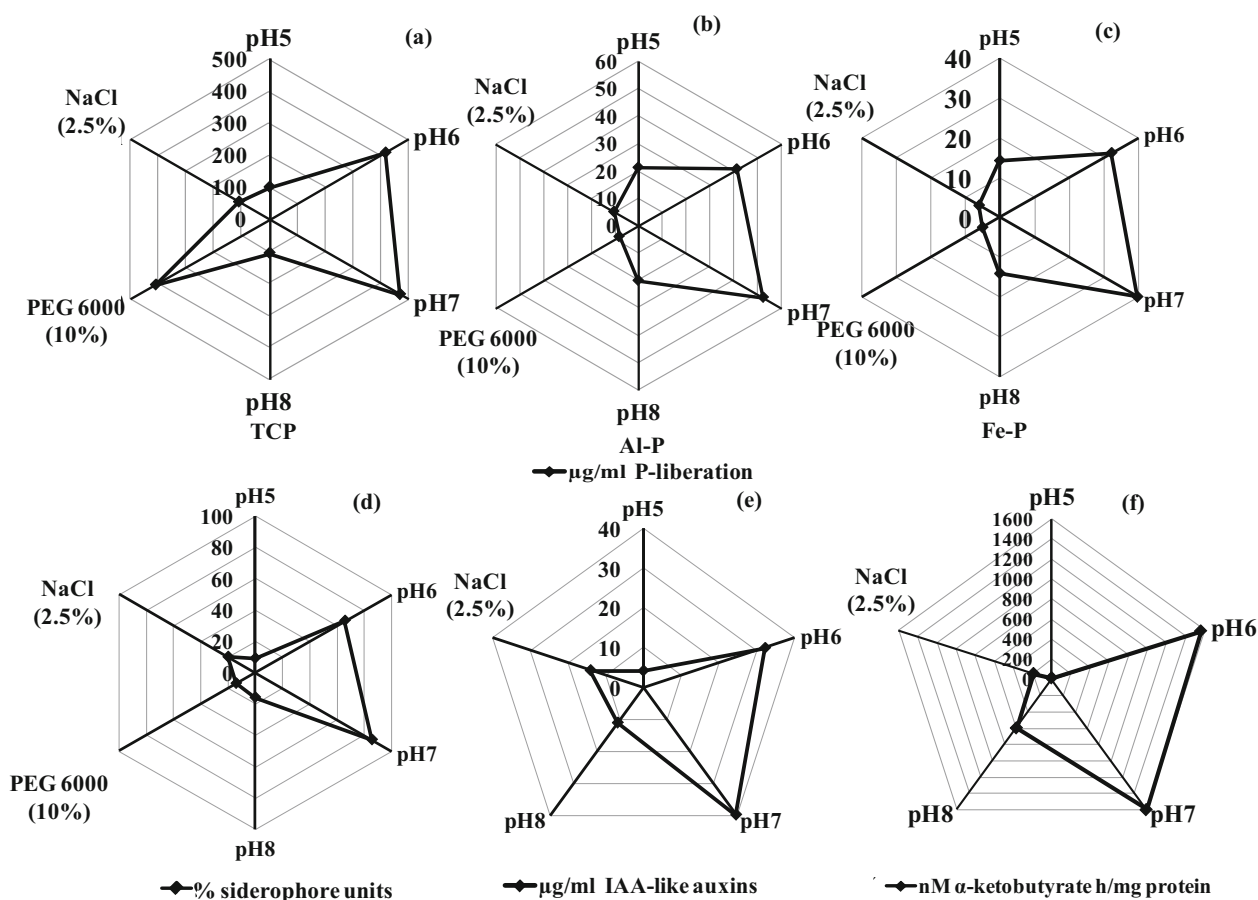 (a)
pH5
500
400
300
200
100
0
NaCl
(2.5%)
pH6
PEG 6000
(10%)
pH7
pH8
TCP
(b)
pH5
60
50
40
30
20
10
0
NaCl
(2.5%)
pH6
PEG 6000
(10%)
pH7
pH8
Al-P
(c)
pH5
40
30
20
10
0
NaCl
(2.5%)
pH6
PEG 6000
(10%)
pH7
pH8
Fe-P
µg/ml P-liberation
(d)
pH5
100
80
60
40
20
0
NaCl
(2.5%)
pH6
PEG 6000
(10%)
pH7
pH8
% siderophore units
(e)
pH5
40
30
20
10
0
NaCl
(2.5%)
pH6
pH8
pH7
µg/ml IAA-like auxins
(f)
pH5
1600
1400
1200
1000
800
600
400
200
0
NaCl
(2.5%)
pH6
pH8
pH7
nM α-ketobutyrate h/mg protein